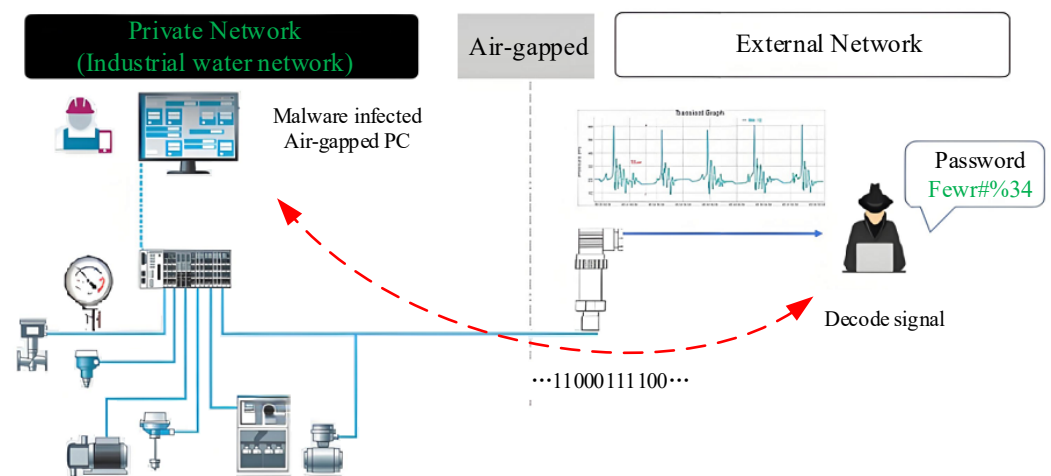 Private Network
(Industrial water network)
Air-gapped
External Network
Malware infected
Air-gapped PC
Transient Graph
Password
Fewr#%34
Decode signal
···11000111100···